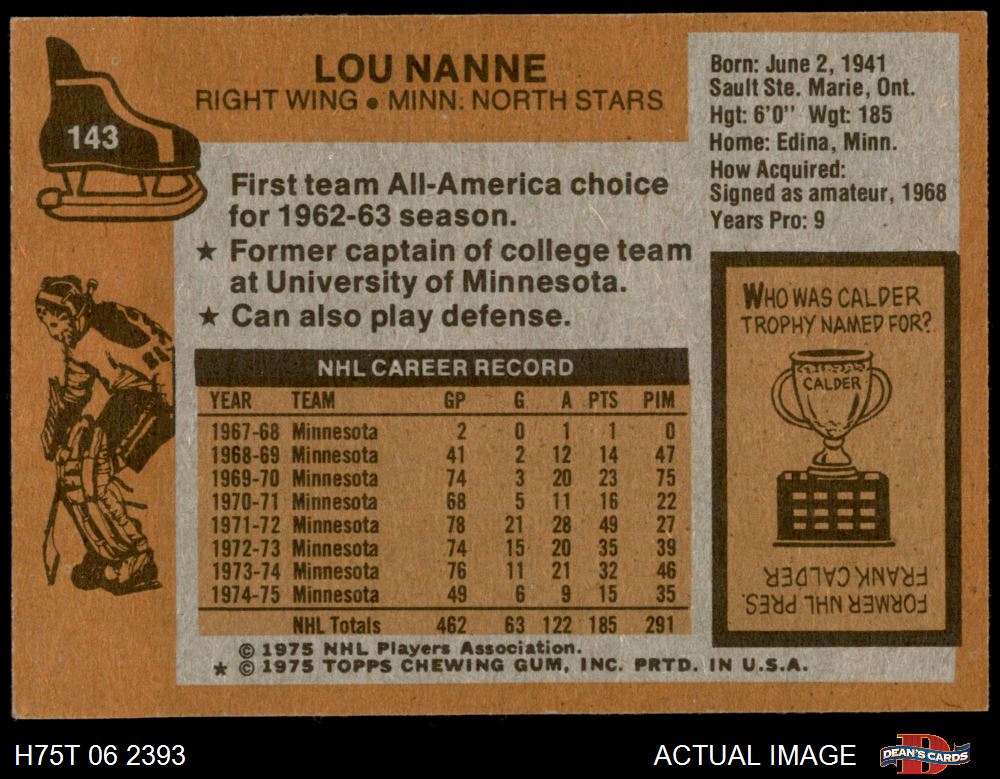 143
LOU NANNE
RIGHT WING • MINN. NORTH STARS
Born: June 2, 1941
Sault Ste. Marie, Ont.
Hgt: 6'0" Wgt: 185
Home: Edina, Minn.
How Acquired:
Signed as amateur, 1968
Years Pro: 9
First team All-America choice
for 1962-63 season.
★ Former captain of college team
at University of Minnesota.
★ Can also play defense.
NHL CAREER RECORD
YEAR TEAM GP G A PTS PIM
1967-68 Minnesota 2 0 1 1 0
1968-69 Minnesota 41 2 12 14 47
1969-70 Minnesota 74 3 20 23 75
1970-71 Minnesota 68 5 11 16 22
1971-72 Minnesota 78 21 28 49 27
1972-73 Minnesota 74 15 20 35 39
1973-74 Minnesota 76 11 21 32 46
1974-75 Minnesota 49 6 9 15 35
NHL Totals 462 63 122 185 291
WHO WAS CALDER
TROPHY NAMED FOR?
CALDER
FORMER NHL PRES.
FRANK CALDER
© 1975 NHL Players Association.
★ © 1975 TOPPS CHEWING GUM, INC. PRTD. IN U.S.A.
H75T 06 2393
ACTUAL IMAGE
D
DEAN'S CARDS